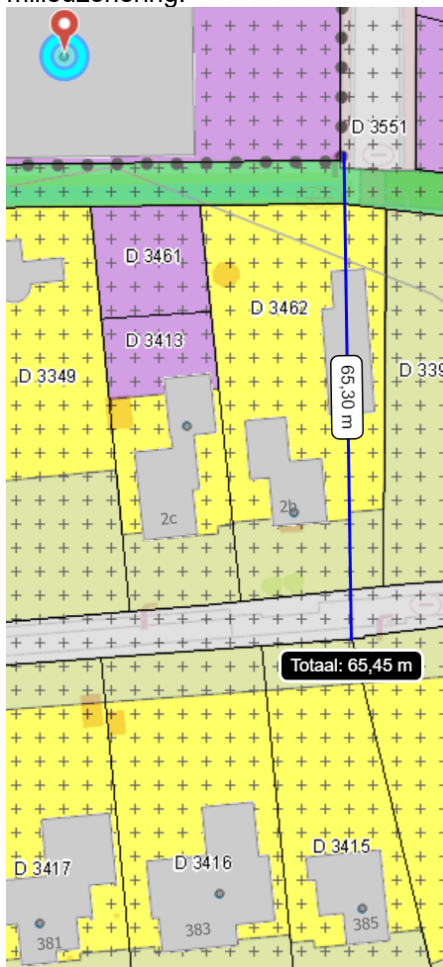 milieuzonering.
D 3551
D 3461
D 3462
D 3413
D 3349
65,30 m
2c
2b
Totaal: 65,45 m
D 3415
D 3416
D 3417
385
383
381